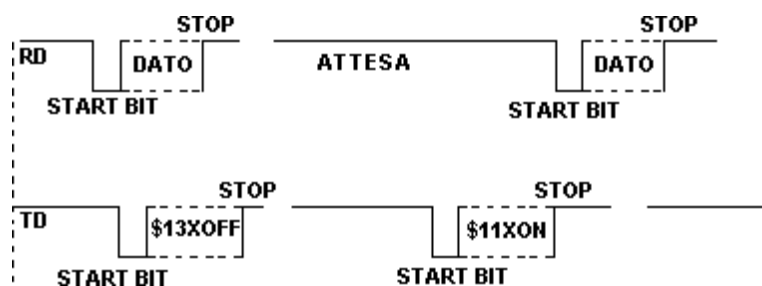 STOP STOP
RD DATO ATTESA DATO
START BIT START BIT
STOP STOP
TD $13XOFF $11XON
START BIT START BIT